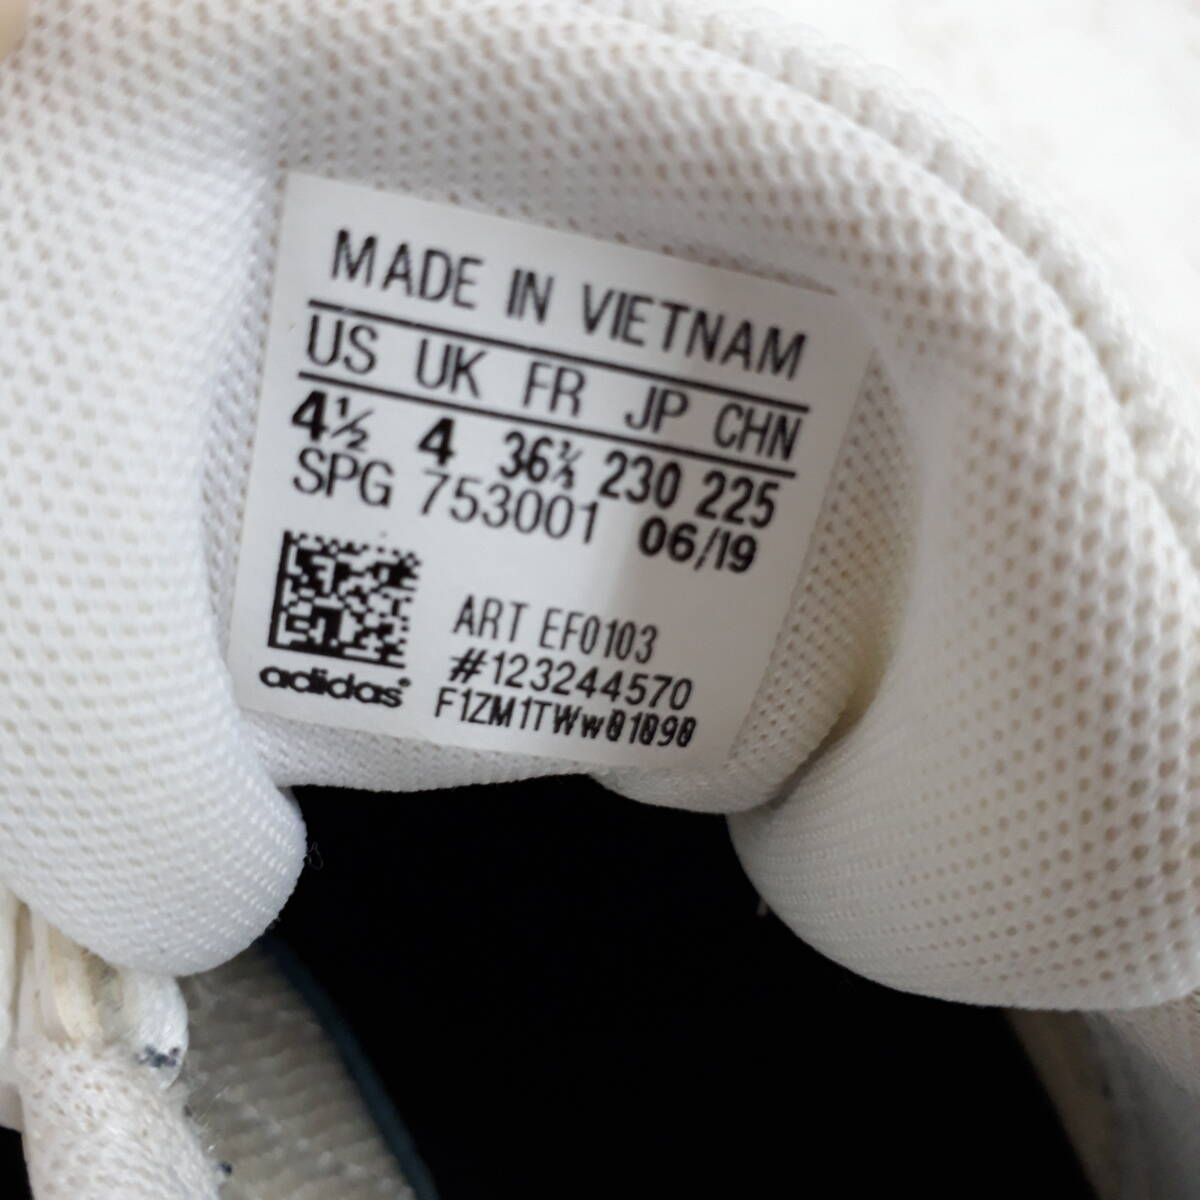 MADE IN VIETNAM
US UK FR JP CHN
4½ 4 36⅔ 230 225
SPG 753001 06/19
ART EF0103
#123244570
adidas
F1ZM1TWw01090